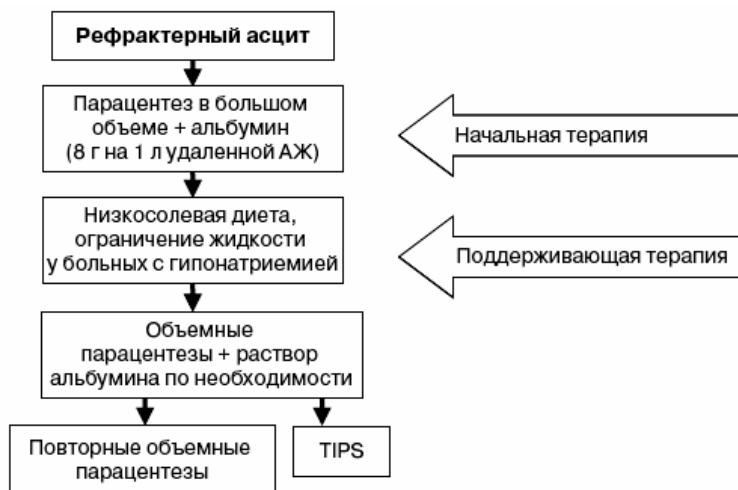 Рефрактерный асцит
Парацентез в большом
объеме + альбумин
(8 г на 1 л удаленной АЖ)
Начальная терапия
Низкосолевая диета,
ограничение жидкости
у больных с гипонатриемией
Поддерживающая терапия
Объемные
парацентезы + раствор
альбумина по необходимости
Повторные объемные
парацентезы
TIPS